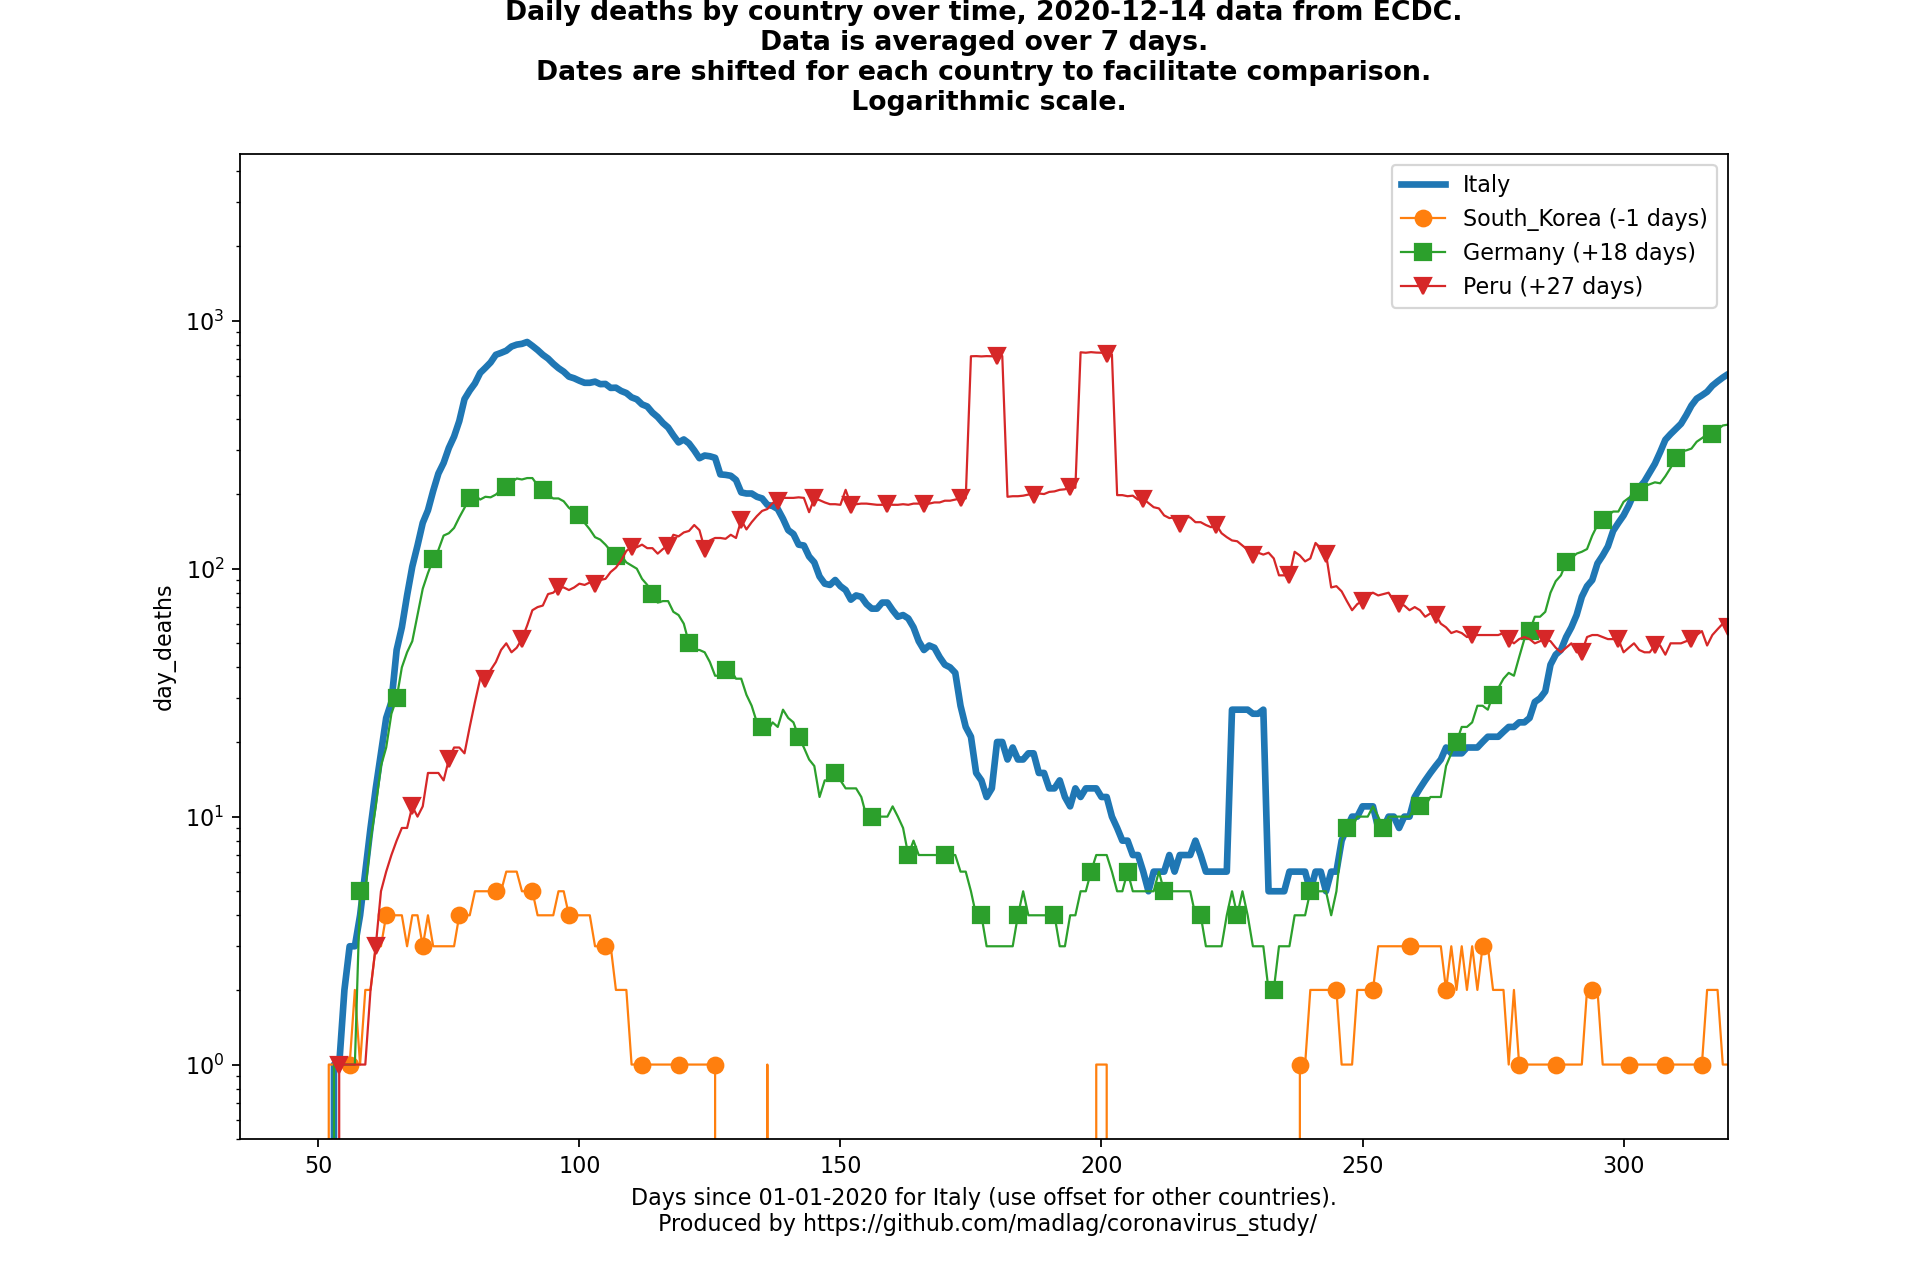 Daily deaths by country over time, 2020-12-14 data from ECDC.
Data is averaged over 7 days.
Dates are shifted for each country to facilitate comparison.
Logarithmic scale.
Italy
South_Korea (-1 days)
Germany (+18 days)
Peru (+27 days)
day_deaths
10³
10²
10¹
10⁰
50
100
150
200
250
300
Days since 01-01-2020 for Italy (use offset for other countries).
Produced by https://github.com/madlag/coronavirus_study/